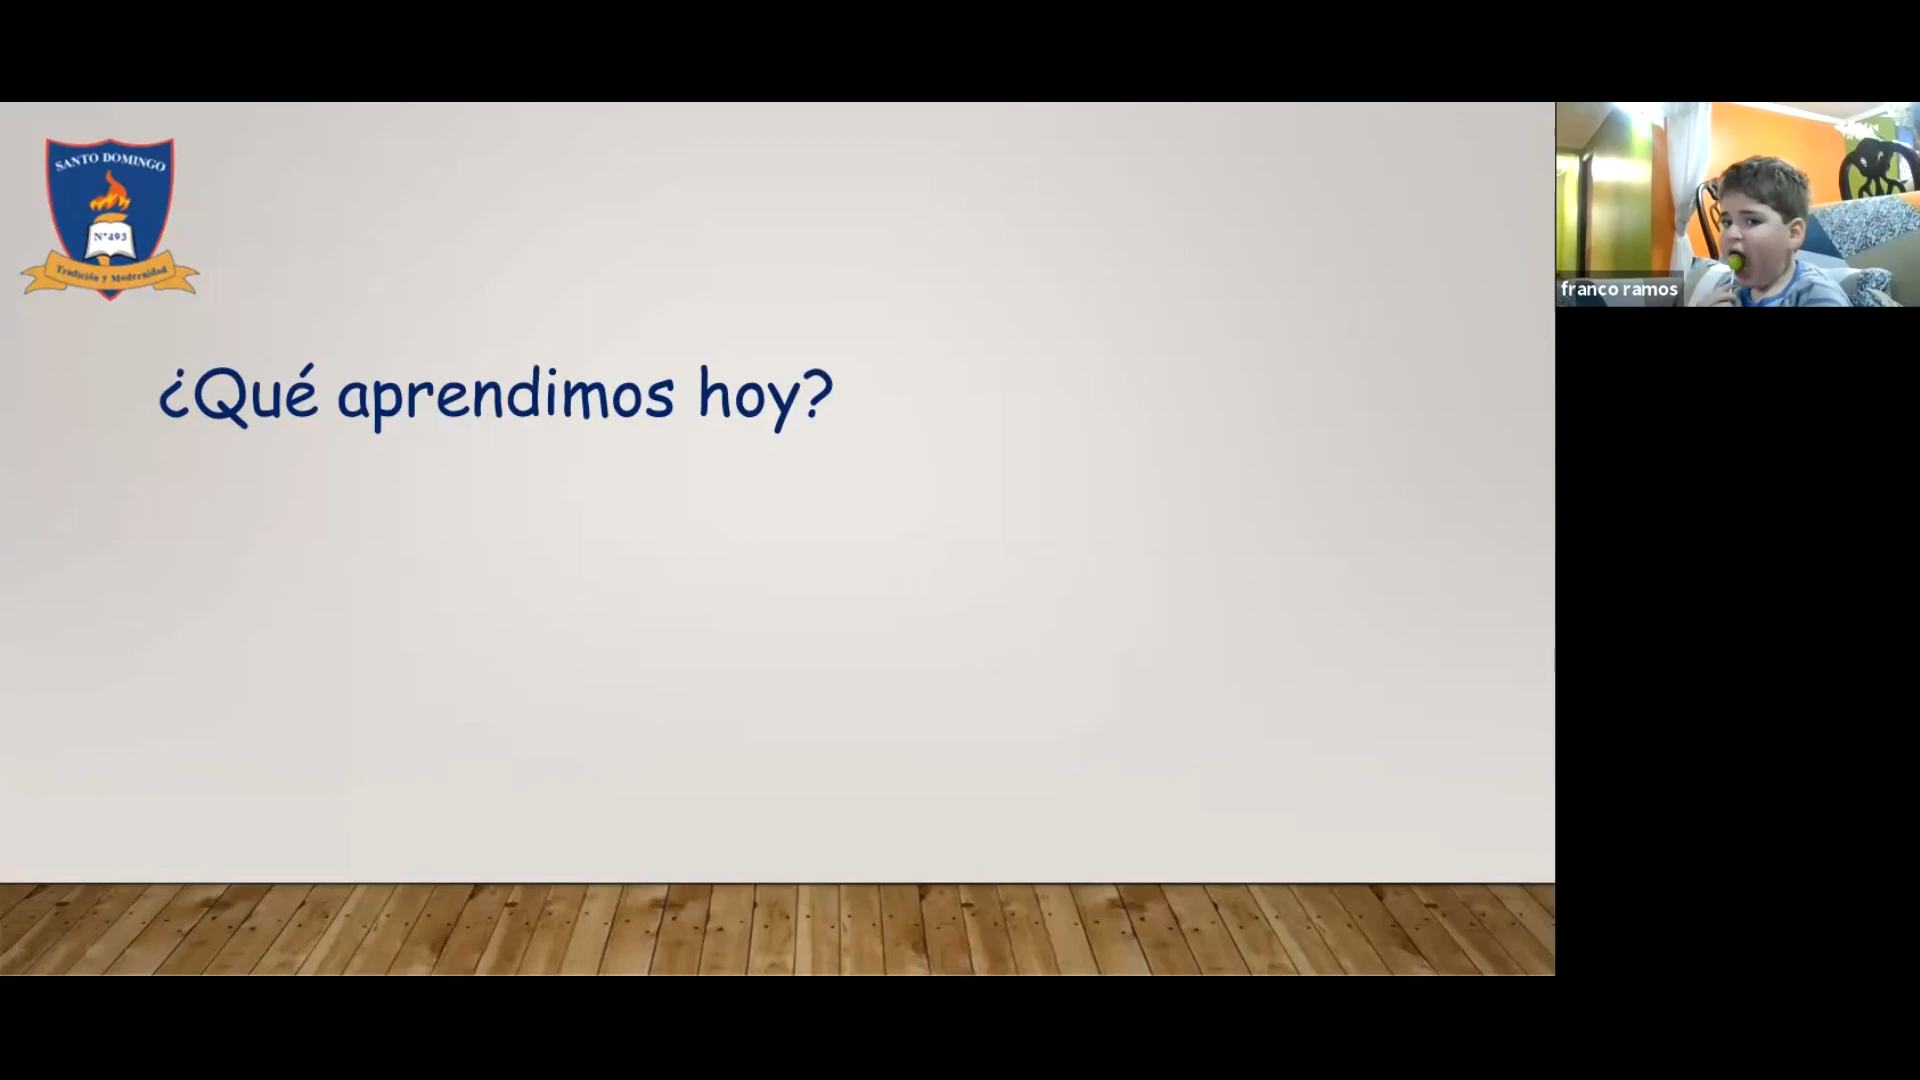 SANTO DOMINGO
N°493
Tradición y Modernidad
¿Qué aprendimos hoy?
franco ramos